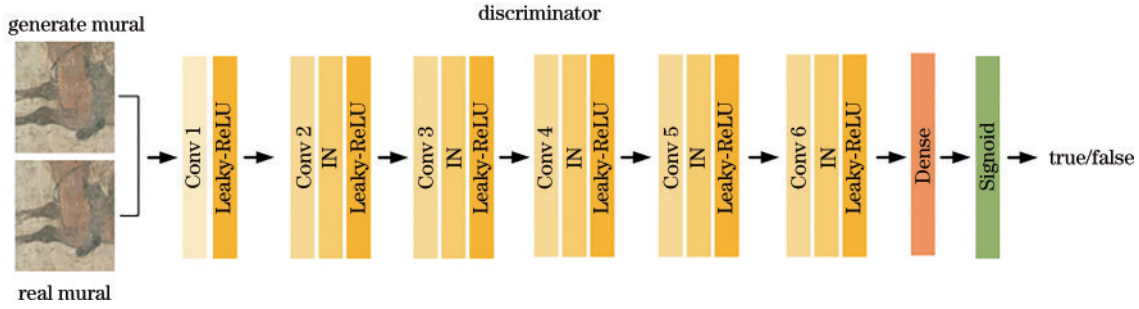 discriminator
generate mural
real mural
Conv 1
Leaky-ReLU
Conv 2
IN
Leaky-ReLU
Conv 3
IN
Leaky-ReLU
Conv 4
IN
Leaky-ReLU
Conv 5
IN
Leaky-ReLU
Conv 6
IN
Leaky-ReLU
Dense
Signoid
true/false